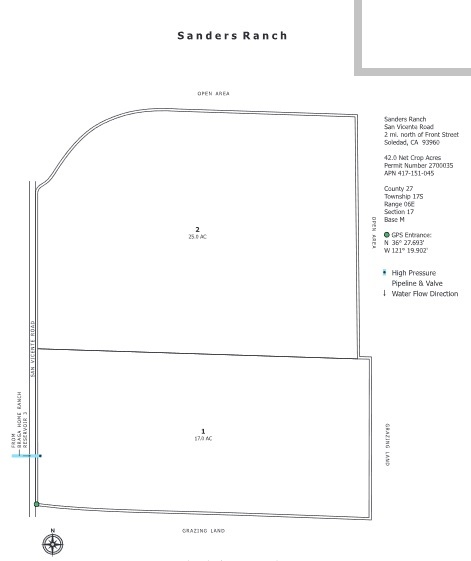 Sanders Ranch
OPEN AREA
Sanders Ranch
San Vicente Road
2 mi. north of Front Street
Soledad, CA 93960
42.0 Net Crop Acres
Permit Number 2700035
APN 417-151-045
County 27
Township 17S
Range 06E
Section 17
Base M
GPS Entrance:
N 36° 27.693'
W 121° 19.902'
High Pressure
Pipeline & Valve
Water Flow Direction
2
25.0 AC
OPEN AREA
SAN VICENTE ROAD
1
17.0 AC
FROM
BRAGA HOME RANCH
RESERVOIR 3
GRAZING LAND
GRAZING LAND
N